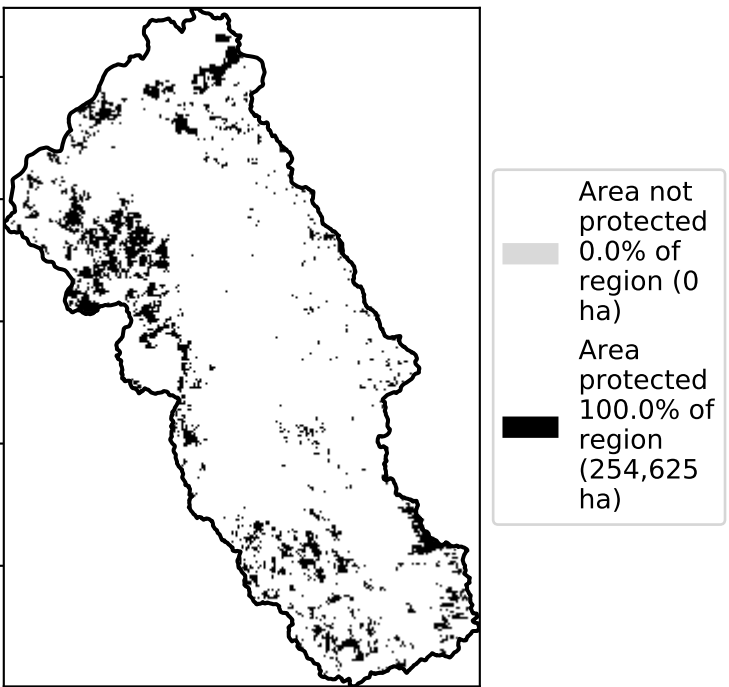 Area not
protected
0.0% of
region (0
ha)
Area
protected
100.0% of
region
(254,625
ha)